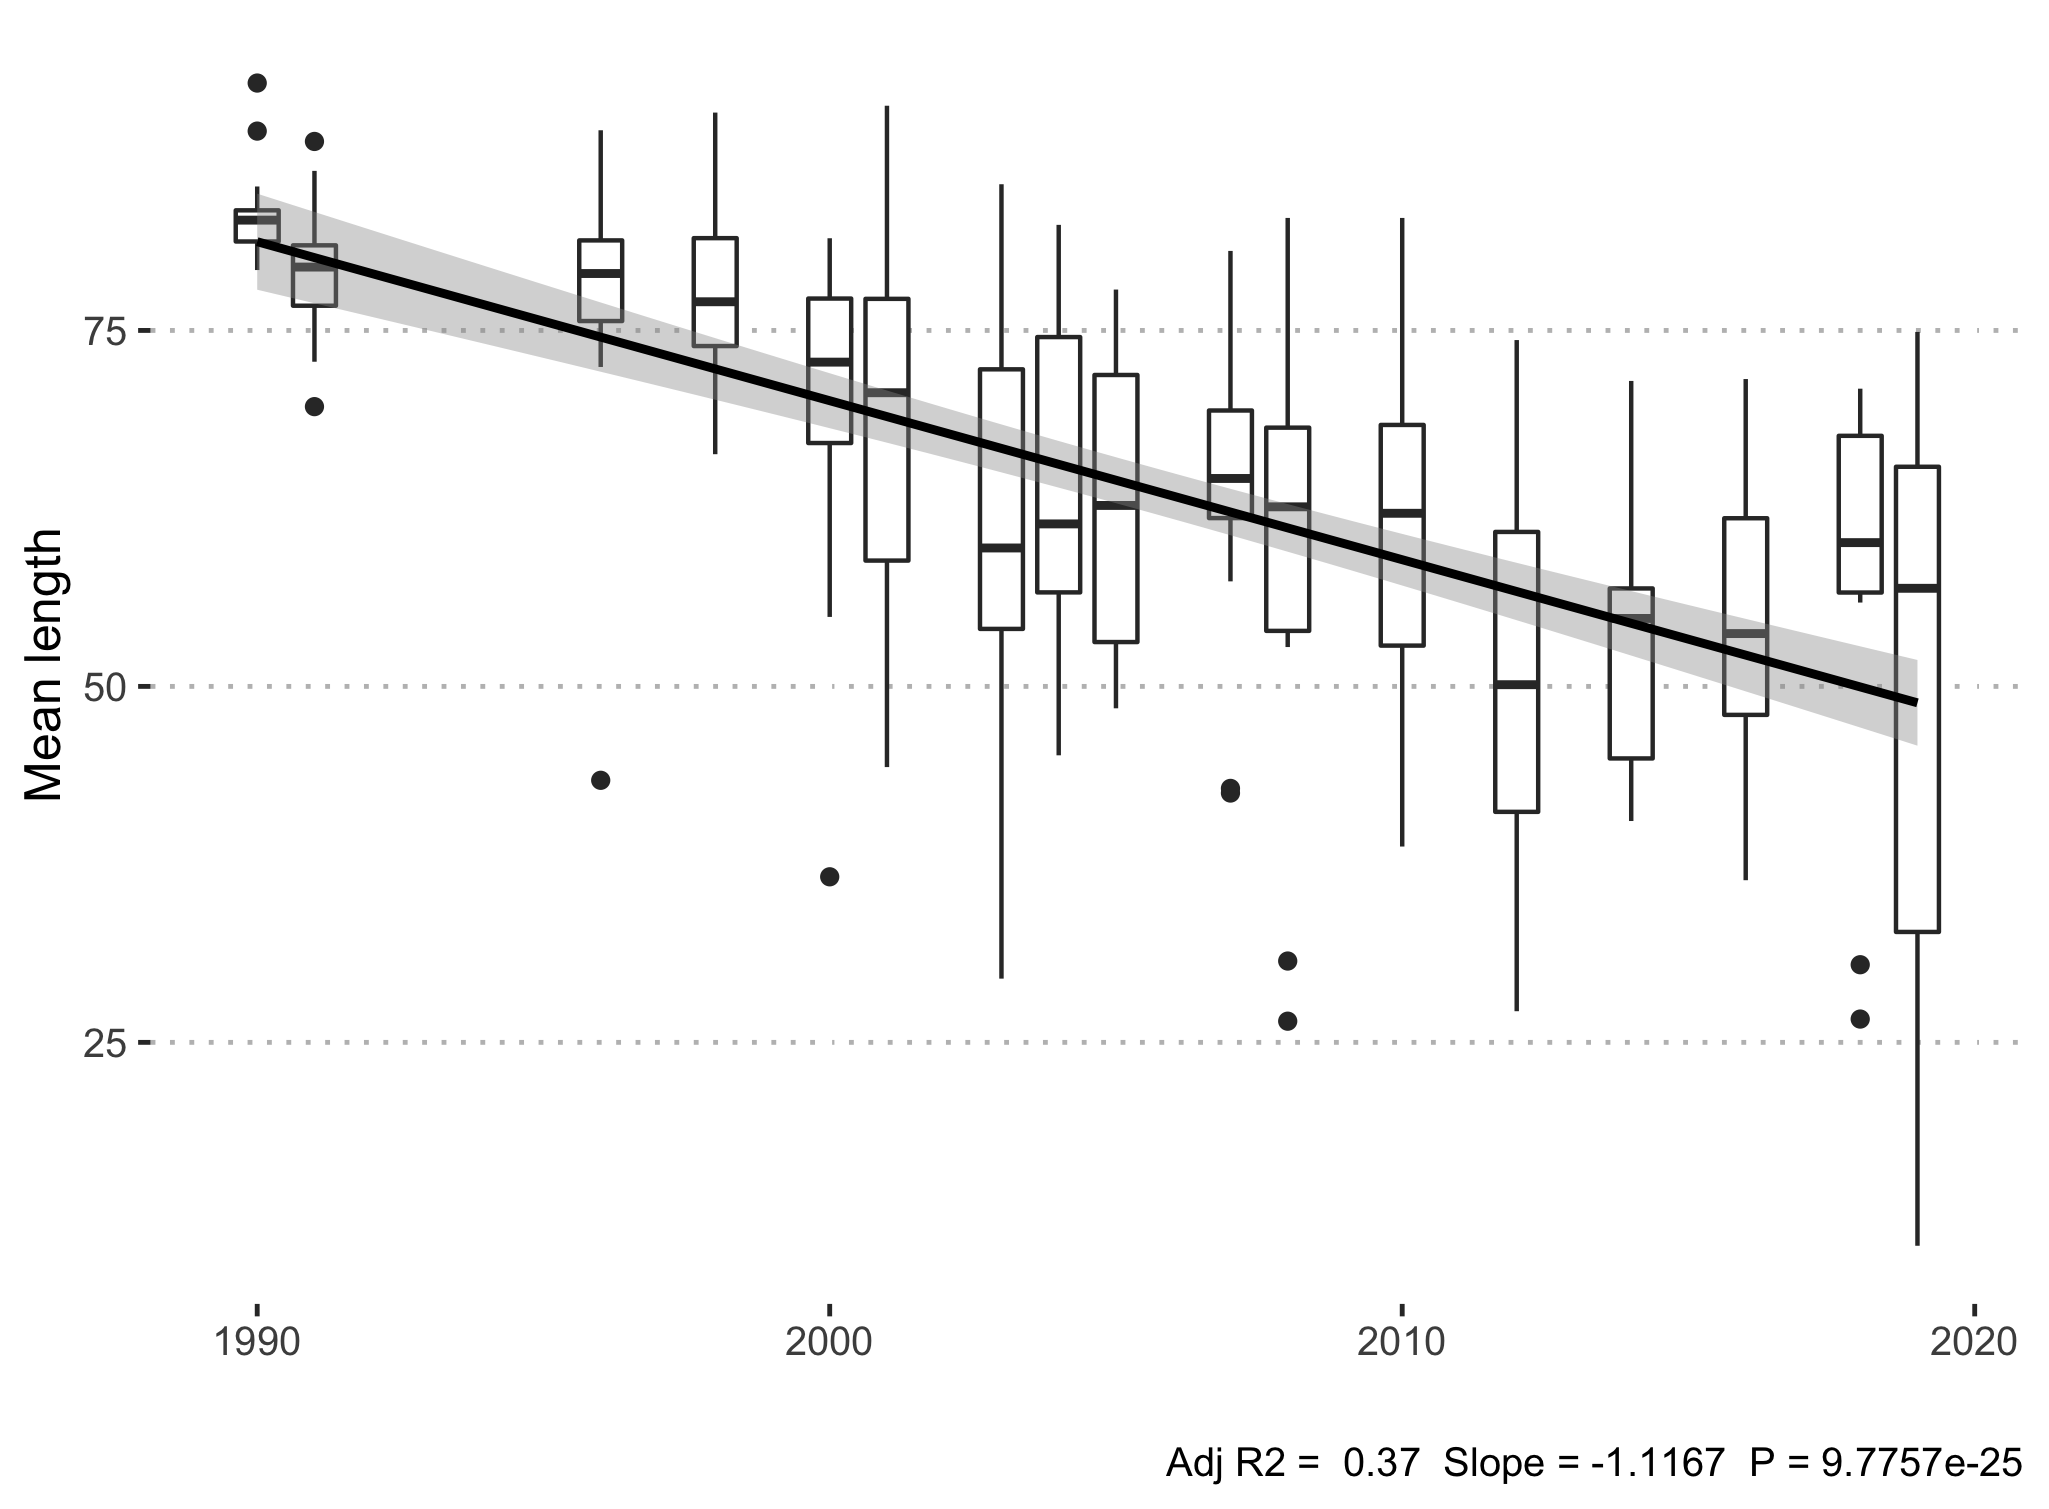 Mean length
75
50
25
1990 2000 2010 2020
Adj R2 =  0.37  Slope = -1.1167  P = 9.7757e-25